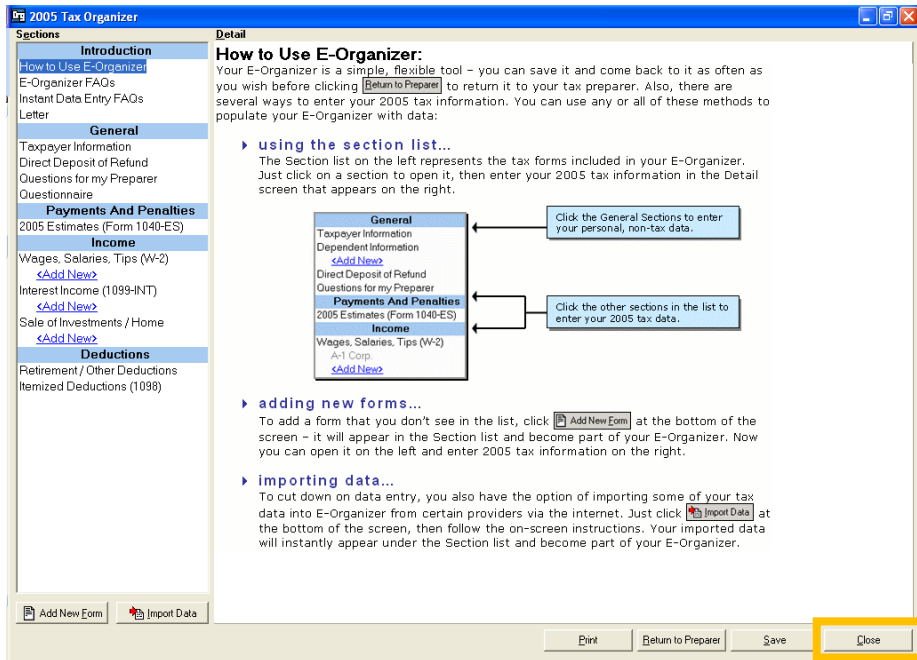 2005 Tax Organizer
Sections
Introduction
How to Use E-Organizer
E-Organizer FAQs
Instant Data Entry FAQs
Letter
General
Taxpayer Information
Direct Deposit of Refund
Questions for my Preparer
Questionnaire
Payments And Penalties
2005 Estimates (Form 1040-ES)
Income
Wages, Salaries, Tips (W-2)
<Add New>
Interest Income (1099-INT)
<Add New>
Sale of Investments / Home
<Add New>
Deductions
Retirement / Other Deductions
Itemized Deductions (1098)
Add New Form
Import Data
Detail
How to Use E-Organizer:
Your E-Organizer is a simple, flexible tool – you can save it and come back to it as often as
you wish before clicking Return to Preparer to return it to your tax preparer. Also, there are
several ways to enter your 2005 tax information. You can use any or all of these methods to
populate your E-Organizer with data:
using the section list...
The Section list on the left represents the tax forms included in your E-Organizer.
Just click on a section to open it, then enter your 2005 tax information in the Detail
screen that appears on the right.
General
Taxpayer Information
Dependent Information
<Add New>
Direct Deposit of Refund
Questions for my Preparer
Payments And Penalties
2005 Estimates (Form 1040-ES)
Income
Wages, Salaries, Tips (W-2)
A-1 Corp.
<Add New>
Click the General Sections to enter
your personal, non-tax data.
Click the other sections in the list to
enter your 2005 tax data.
adding new forms...
To add a form that you don't see in the list, click Add New Form at the bottom of the
screen – it will appear in the Section list and become part of your E-Organizer. Now
you can open it on the left and enter 2005 tax information on the right.
importing data...
To cut down on data entry, you also have the option of importing some of your tax
data into E-Organizer from certain providers via the internet. Just click Import Data at
the bottom of the screen, then follow the on-screen instructions. Your imported data
will instantly appear under the Section list and become part of your E-Organizer.
Print
Return to Preparer
Save
Close